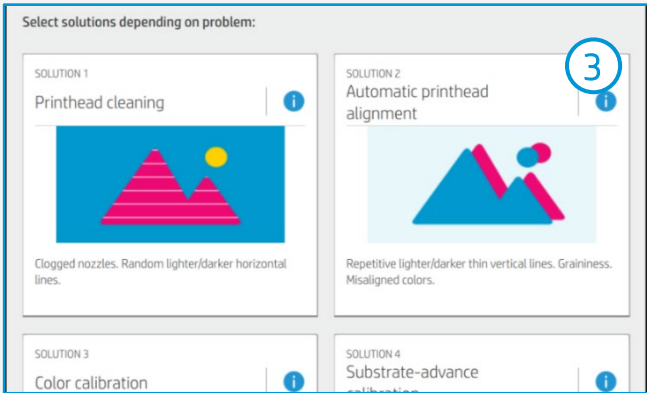 Select solutions depending on problem:
SOLUTION 1
Printhead cleaning
Clogged nozzles. Random lighter/darker horizontal
lines.
SOLUTION 2
Automatic printhead
alignment
3
Repetitive lighter/darker thin vertical lines. Graininess.
Misaligned colors.
SOLUTION 3
Color calibration
SOLUTION 4
Substrate-advance
calibration